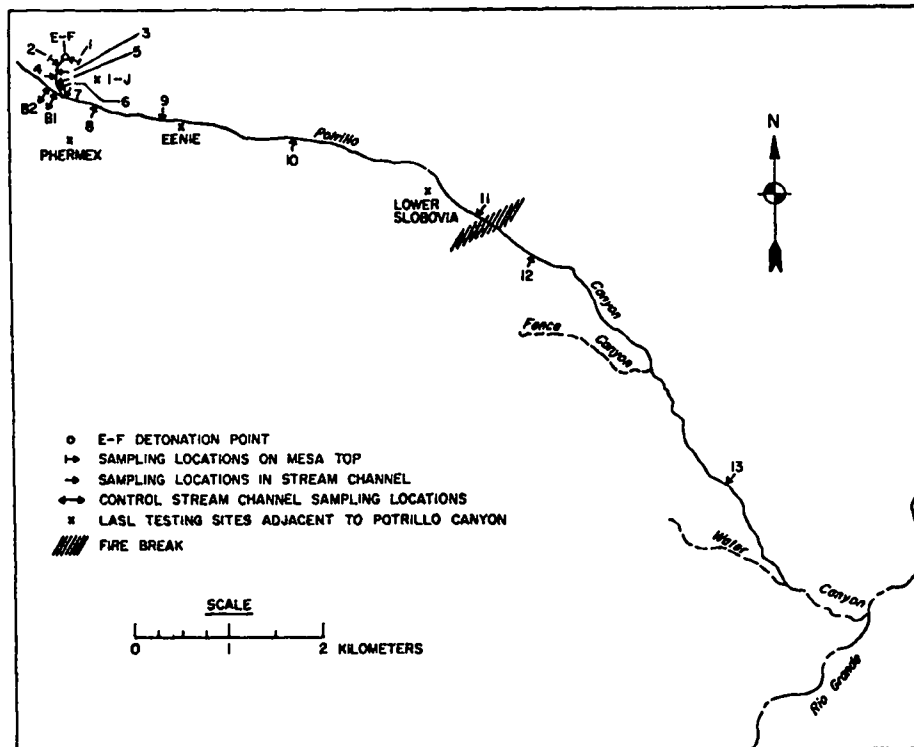 E-F
1
2
3
4
5
I-J
6
7
B2
B1
8
9
PHERMEX
EENIE
10
Potrillo
N
LOWER
SLOBOVIA
11
12
Canyon
Fence
Canyon
13
Water
Canyon
Rio Grande
E-F DETONATION POINT
SAMPLING LOCATIONS ON MESA TOP
SAMPLING LOCATIONS IN STREAM CHANNEL
CONTROL STREAM CHANNEL SAMPLING LOCATIONS
LASL TESTING SITES ADJACENT TO POTRILLO CANYON
FIRE BREAK
SCALE
0 1 2 KILOMETERS